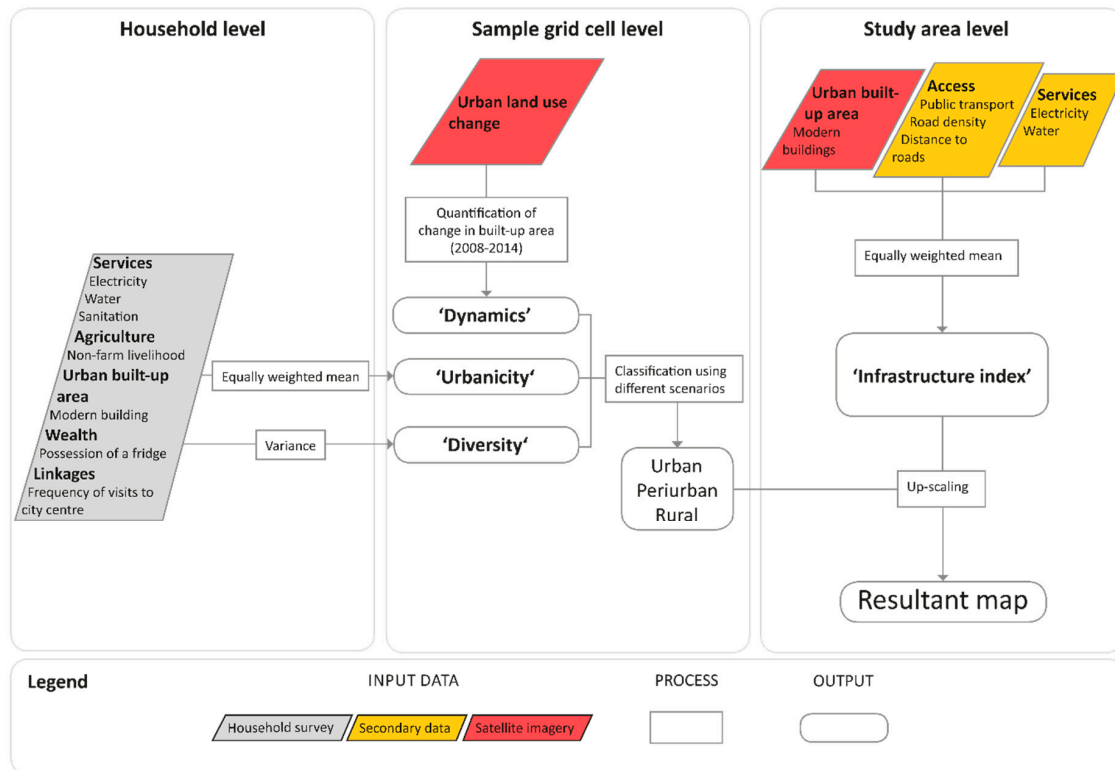 Household level
Services
Electricity
Water
Sanitation
Agriculture
Non-farm livelihood
Urban built-up
area
Modern building
Wealth
Possession of a fridge
Linkages
Frequency of visits to
city centre
Equally weighted mean
Variance
Sample grid cell level
Urban land use
change
Quantification of
change in built-up area
(2008-2014)
‘Dynamics’
‘Urbanicity‘
‘Diversity‘
Classification using
different scenarios
Urban
Periurban
Rural
Study area level
Urban built-
up area
Modern
buildings
Access
Public transport
Road density
Distance to
roads
Services
Electricity
Water
Equally weighted mean
‘Infrastructure index’
Up-scaling
Resultant map
Legend
INPUT DATA
PROCESS
OUTPUT
Household survey
Secondary data
Satellite imagery